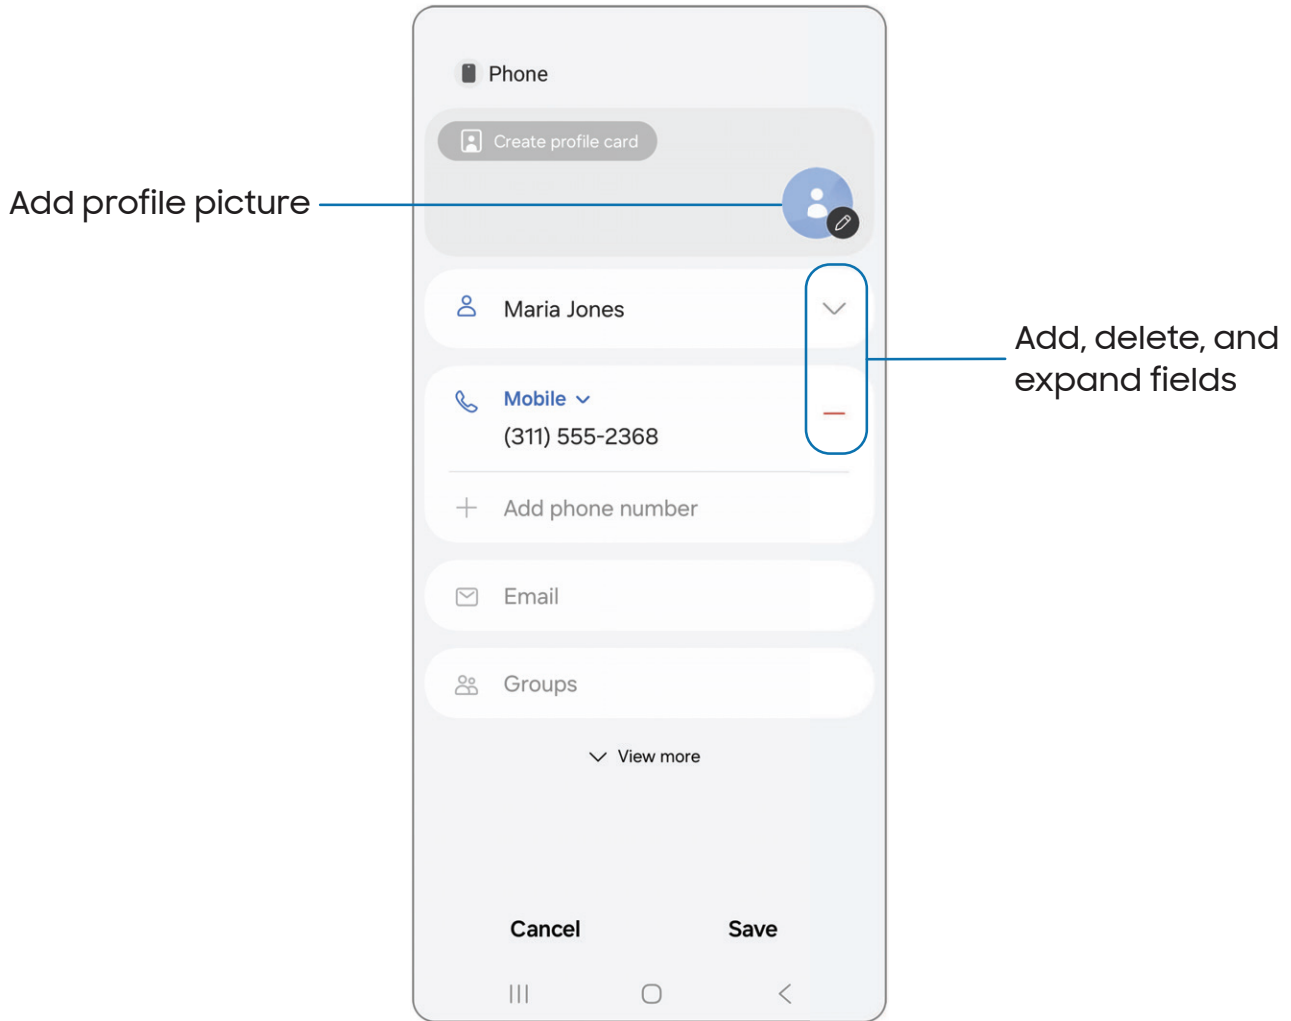 Phone
Create profile card
Add profile picture
Maria Jones
Add, delete, and
expand fields
Mobile
(311) 555-2368
Add phone number
Email
Groups
View more
Cancel
Save